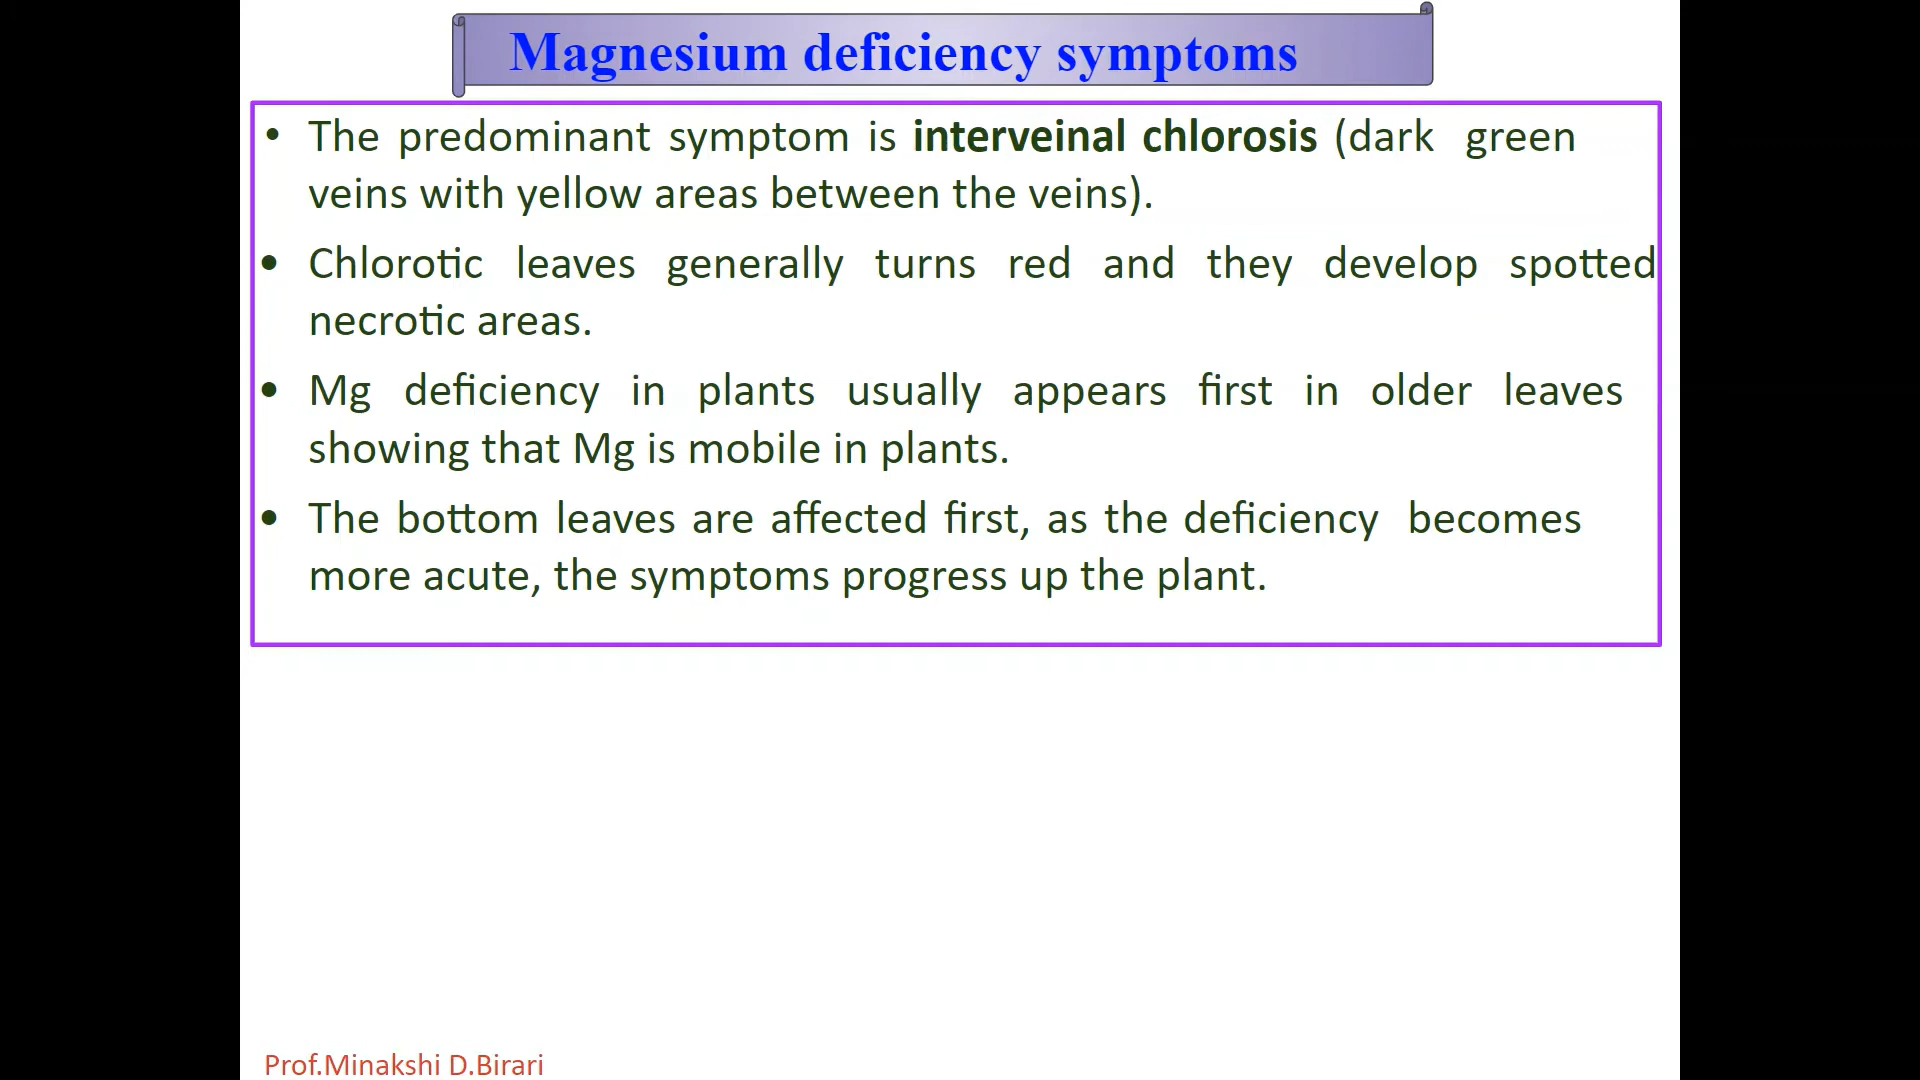 Magnesium deficiency symptoms
• The predominant symptom is interveinal chlorosis (dark green
veins with yellow areas between the veins).
• Chlorotic leaves generally turns red and they develop spotted
necrotic areas.
• Mg deficiency in plants usually appears first in older leaves
showing that Mg is mobile in plants.
• The bottom leaves are affected first, as the deficiency becomes
more acute, the symptoms progress up the plant.
Prof.Minakshi D.Birari